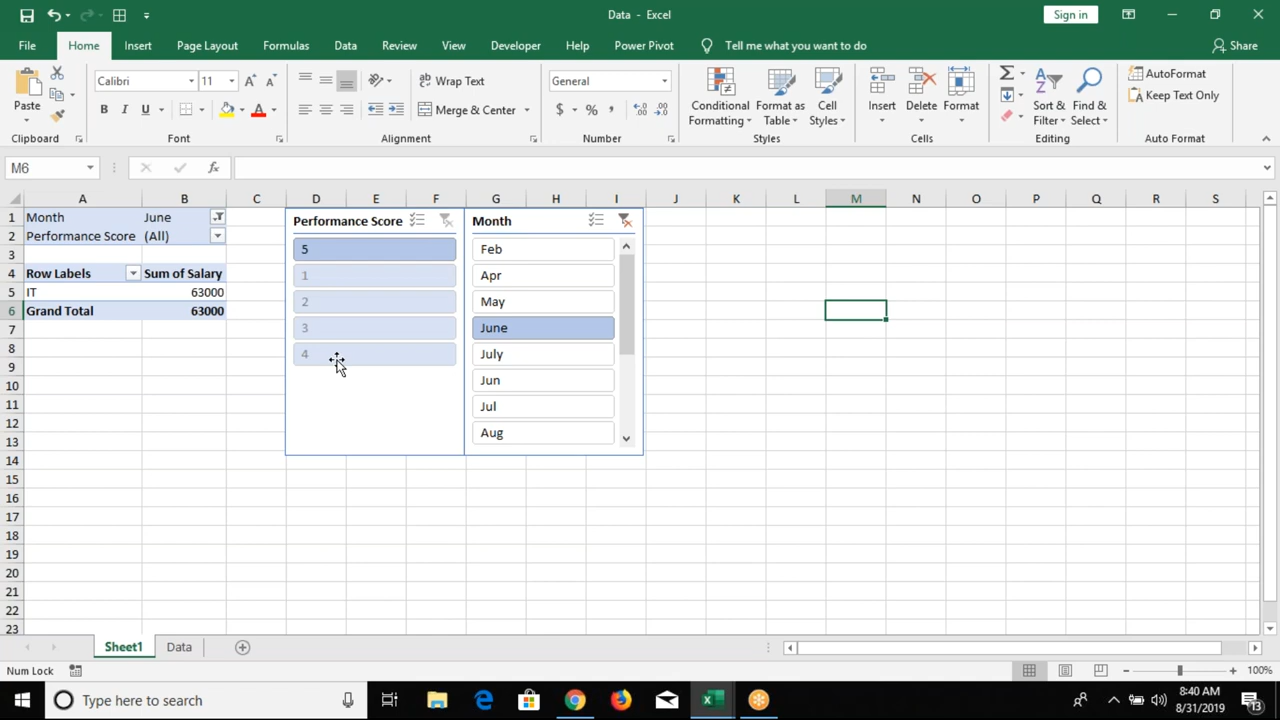 Data - Excel
Sign in
File Home Insert Page Layout Formulas Data Review View Developer Help Power Pivot Tell me what you want to do Share
Paste
Calibri 11
B I U
A
Wrap Text
Merge & Center
General
$ % ,
Conditional Formatting
Format as Table
Cell Styles
Insert
Delete
Format
Sort & Filter
Find & Select
AutoFormat
Keep Text Only
Clipboard Font Alignment Number Styles Cells Editing Auto Format
M6 fx
A B C D E F G H I J K L M N O P Q R S
1 Month June
2 Performance Score (All)
3
4 Row Labels Sum of Salary
5 IT 63000
6 Grand Total 63000
7
8
9
10
11
12
13
14
15
16
17
18
19
20
21
22
23
Performance Score
5
1
2
3
4
Month
Feb
Apr
May
June
July
Jun
Jul
Aug
Sheet1 Data
Num Lock 100%
Type here to search
8:40 AM
8/31/2019
13